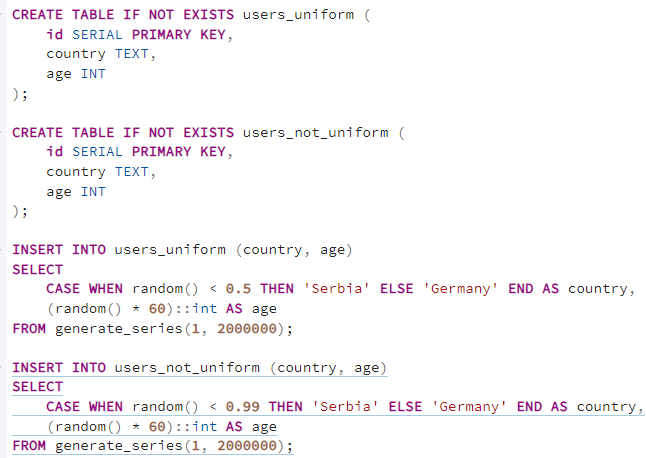 CREATE TABLE IF NOT EXISTS users_uniform (
    id SERIAL PRIMARY KEY,
    country TEXT,
    age INT
);
CREATE TABLE IF NOT EXISTS users_not_uniform (
    id SERIAL PRIMARY KEY,
    country TEXT,
    age INT
);
INSERT INTO users_uniform (country, age)
SELECT
    CASE WHEN random() < 0.5 THEN 'Serbia' ELSE 'Germany' END AS country,
    (random() * 60)::int AS age
FROM generate_series(1, 2000000);
INSERT INTO users_not_uniform (country, age)
SELECT
    CASE WHEN random() < 0.99 THEN 'Serbia' ELSE 'Germany' END AS country,
    (random() * 60)::int AS age
FROM generate_series(1, 2000000);